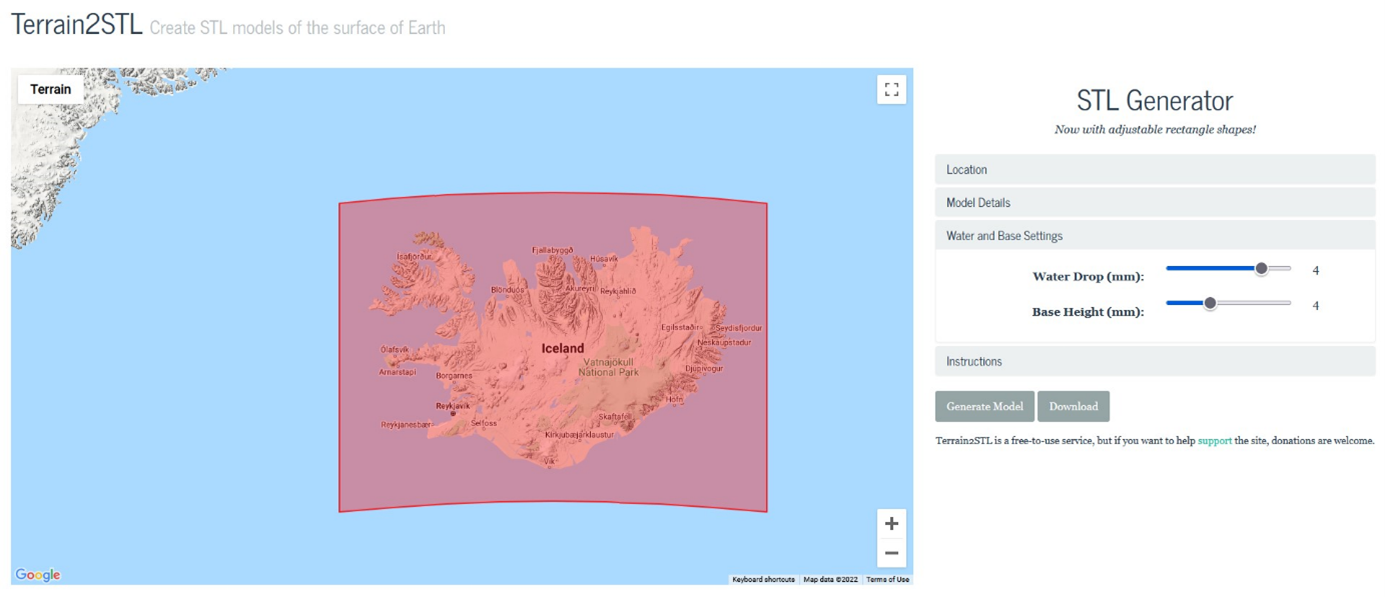 Terrain2STL Create STL models of the surface of Earth
Terrain
STL Generator
Now with adjustable rectangle shapes!
Location
Model Details
Water and Base Settings
Water Drop (mm): 4
Base Height (mm): 4
Instructions
Generate Model Download
Terrain2STL is a free-to-use service, but if you want to help support the site, donations are welcome.
Ísafjörður
Fjallabyggð
Húsavík
Blönduós
Akureyri Reykjahlíð
Egilsstaðir
Seydisfjordur
Neskaupstaður
Iceland
Ólafsvík
Vatnajökull
National Park
Djúpivogur
Arnarstapi
Borgarnes
Höfn
Reykjavik
Skaftafell
Reykjanesbær
Selfoss
Kirkjubæjarklaustur
Vík
+
−
Google
Keyboard shortcuts Map data ©2022 Terms of Use